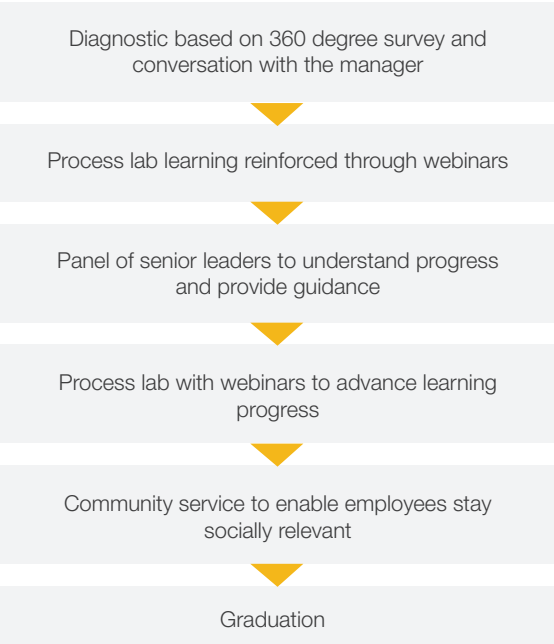 Diagnostic based on 360 degree survey and
conversation with the manager
Process lab learning reinforced through webinars
Panel of senior leaders to understand progress
and provide guidance
Process lab with webinars to advance learning
progress
Community service to enable employees stay
socially relevant
Graduation